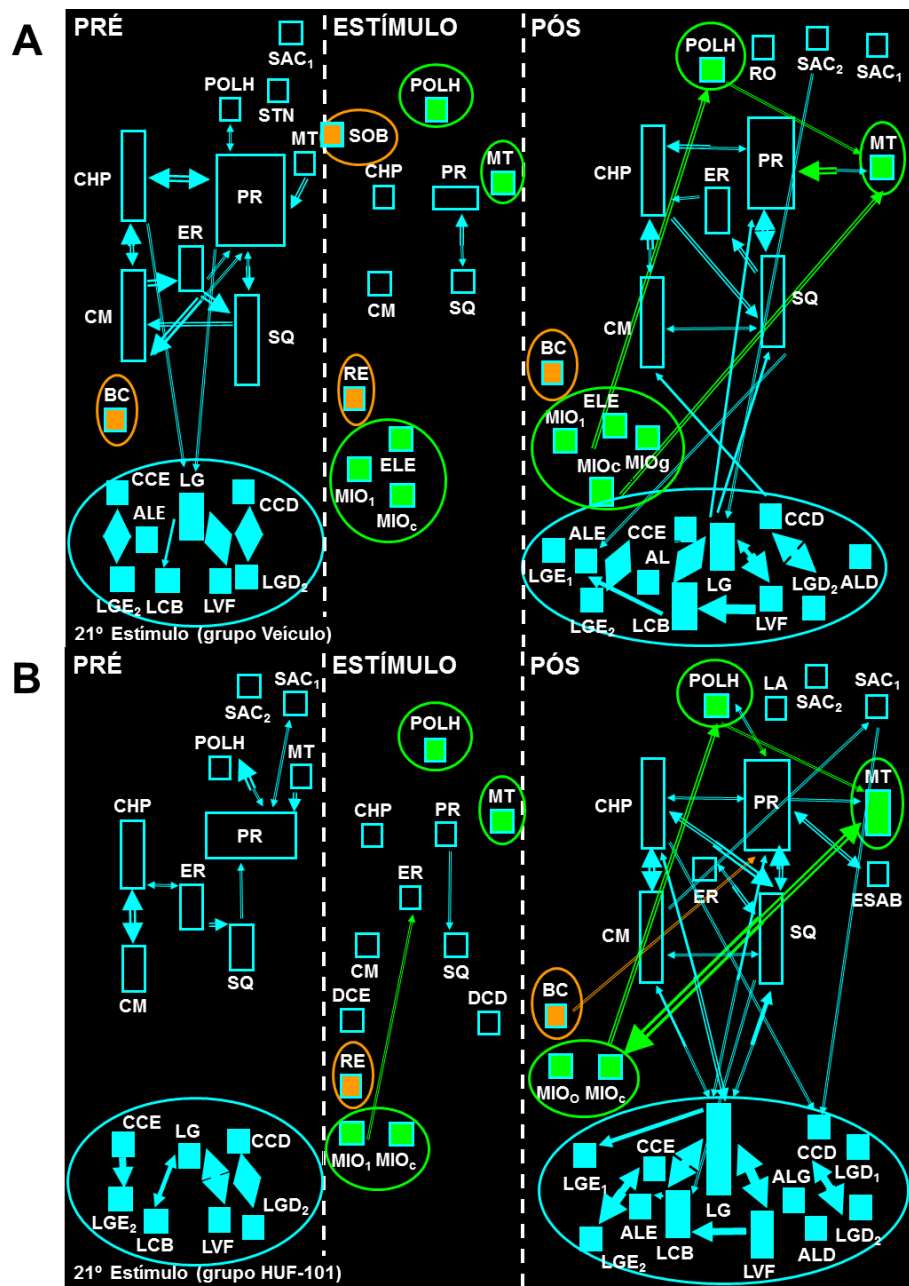 A
PRÉ
ESTÍMULO
PÓS
SAC₁
POLH
STN
MT
CHP
PR
ER
CM
SQ
BC
CCE
LG
CCD
ALE
LGE₂
LCB
LVF
LGD₂
21º Estímulo (grupo Veículo)
POLH
SOB
MT
CHP
PR
CM
SQ
RE
ELE
MIO₁
MIOc
POLH
RO
SAC₂
SAC₁
MT
CHP
PR
ER
CM
SQ
BC
ELE
MIO₁
MIOc
MIOg
CCE
CCD
ALE
AL
LGE₁
LG
LGD₂
ALD
LGE₂
LCB
LVF
B
PRÉ
ESTÍMULO
PÓS
SAC₂
SAC₁
POLH
MT
CHP
PR
ER
CM
SQ
CCE
LG
CCD
LGE₂
LCB
LVF
LGD₂
21º Estímulo (grupo HUF-101)
POLH
MT
CHP
PR
ER
CM
SQ
DCE
DCD
RE
MIO₁
MIOc
POLH
LA
SAC₂
SAC₁
MT
CHP
PR
ER
ESAB
CM
SQ
BC
MIOO
MIOc
CCE
CCD
LGD₁
LGE₁
ALG
ALE
LG
LGE₂
LCB
LVF
ALD
LGD₂